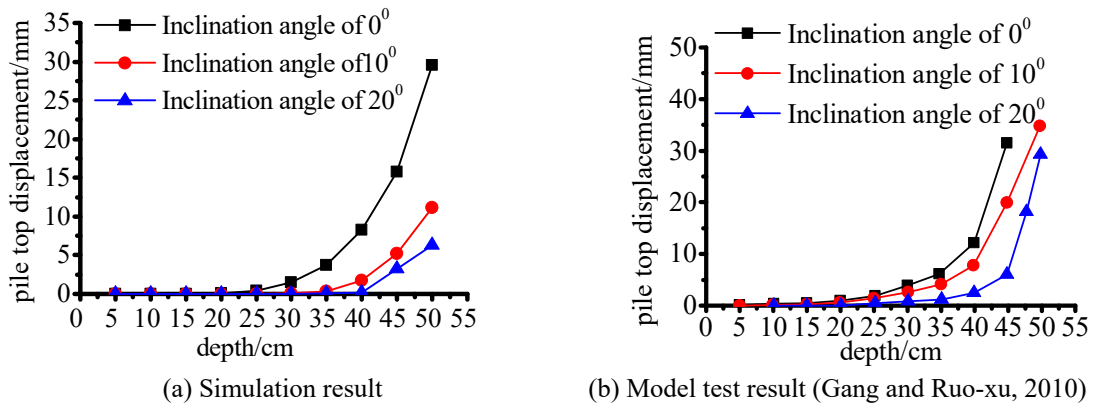 35
30
25
20
15
10
5
0
pile top displacement/mm
Inclination angle of 0⁰
Inclination angle of10⁰
Inclination angle of 20⁰
0 5 10 15 20 25 30 35 40 45 50 55
depth/cm
(a) Simulation result
50
40
30
20
10
0
pile top displacement/mm
Inclination angle of 0⁰
Inclination angle of 10⁰
Inclination angle of 20⁰
0 5 10 15 20 25 30 35 40 45 50 55
depth/cm
(b) Model test result (Gang and Ruo-xu, 2010)